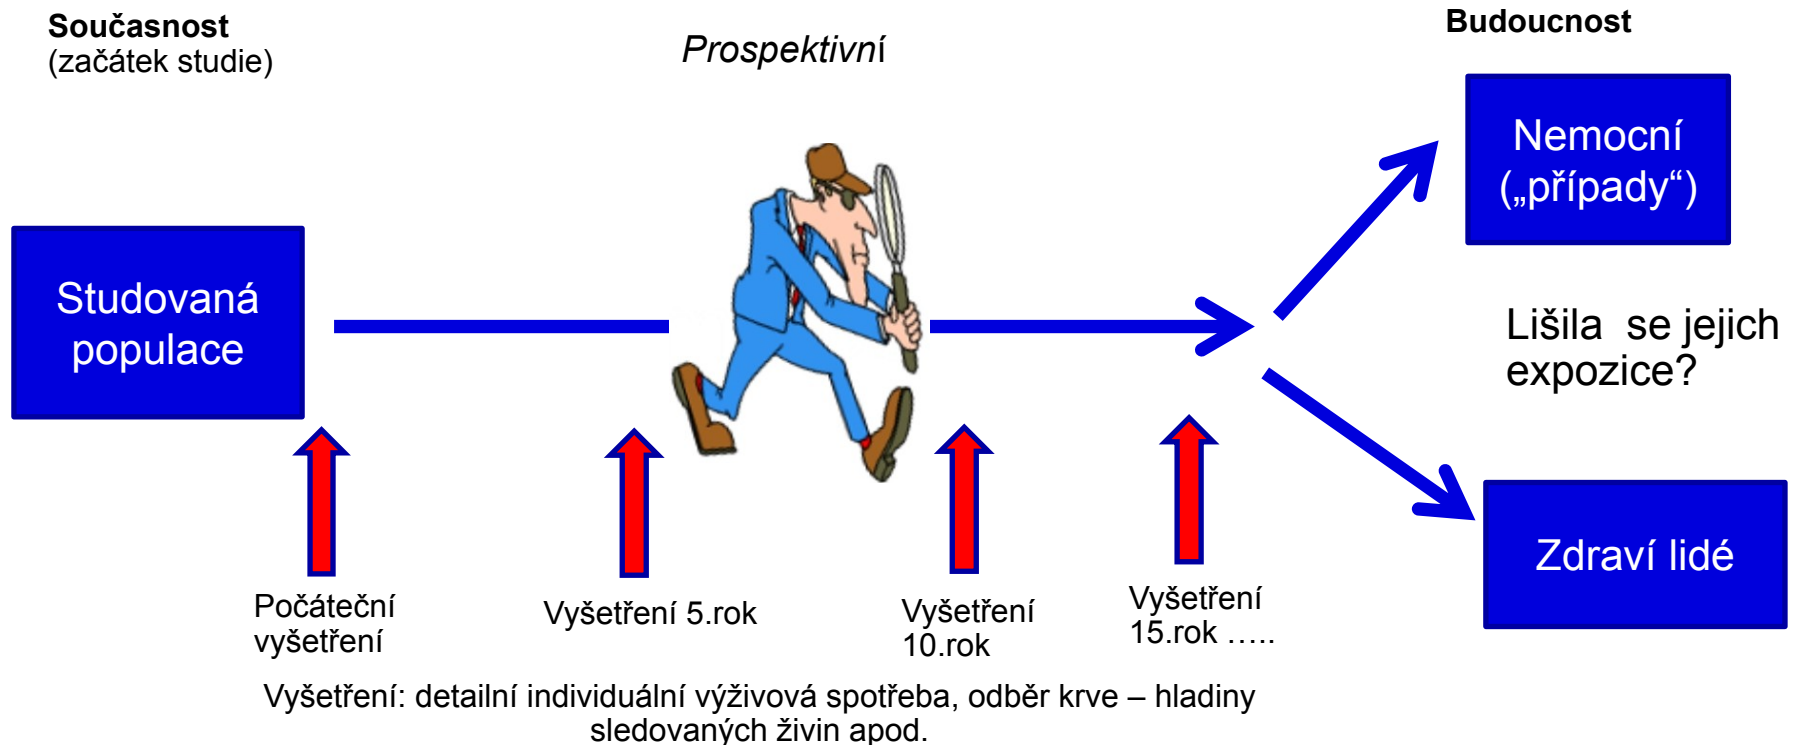 Současnost
(začátek studie)
Prospektivní
Budoucnost
Nemocní
(„případy“)
Studovaná
populace
Lišila se jejich
expozice?
Zdraví lidé
Počáteční
vyšetření
Vyšetření 5.rok
Vyšetření
10.rok
Vyšetření
15.rok …..
Vyšetření: detailní individuální výživová spotřeba, odběr krve – hladiny
sledovaných živin apod.